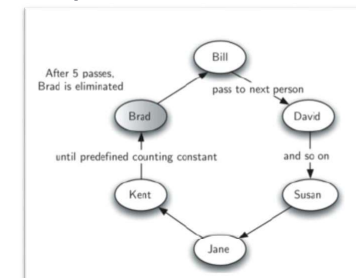 Bill
After 5 passes,
Brad is eliminated
pass to next person
Brad
David
until predefined counting constant
and so on
Kent
Susan
Jane